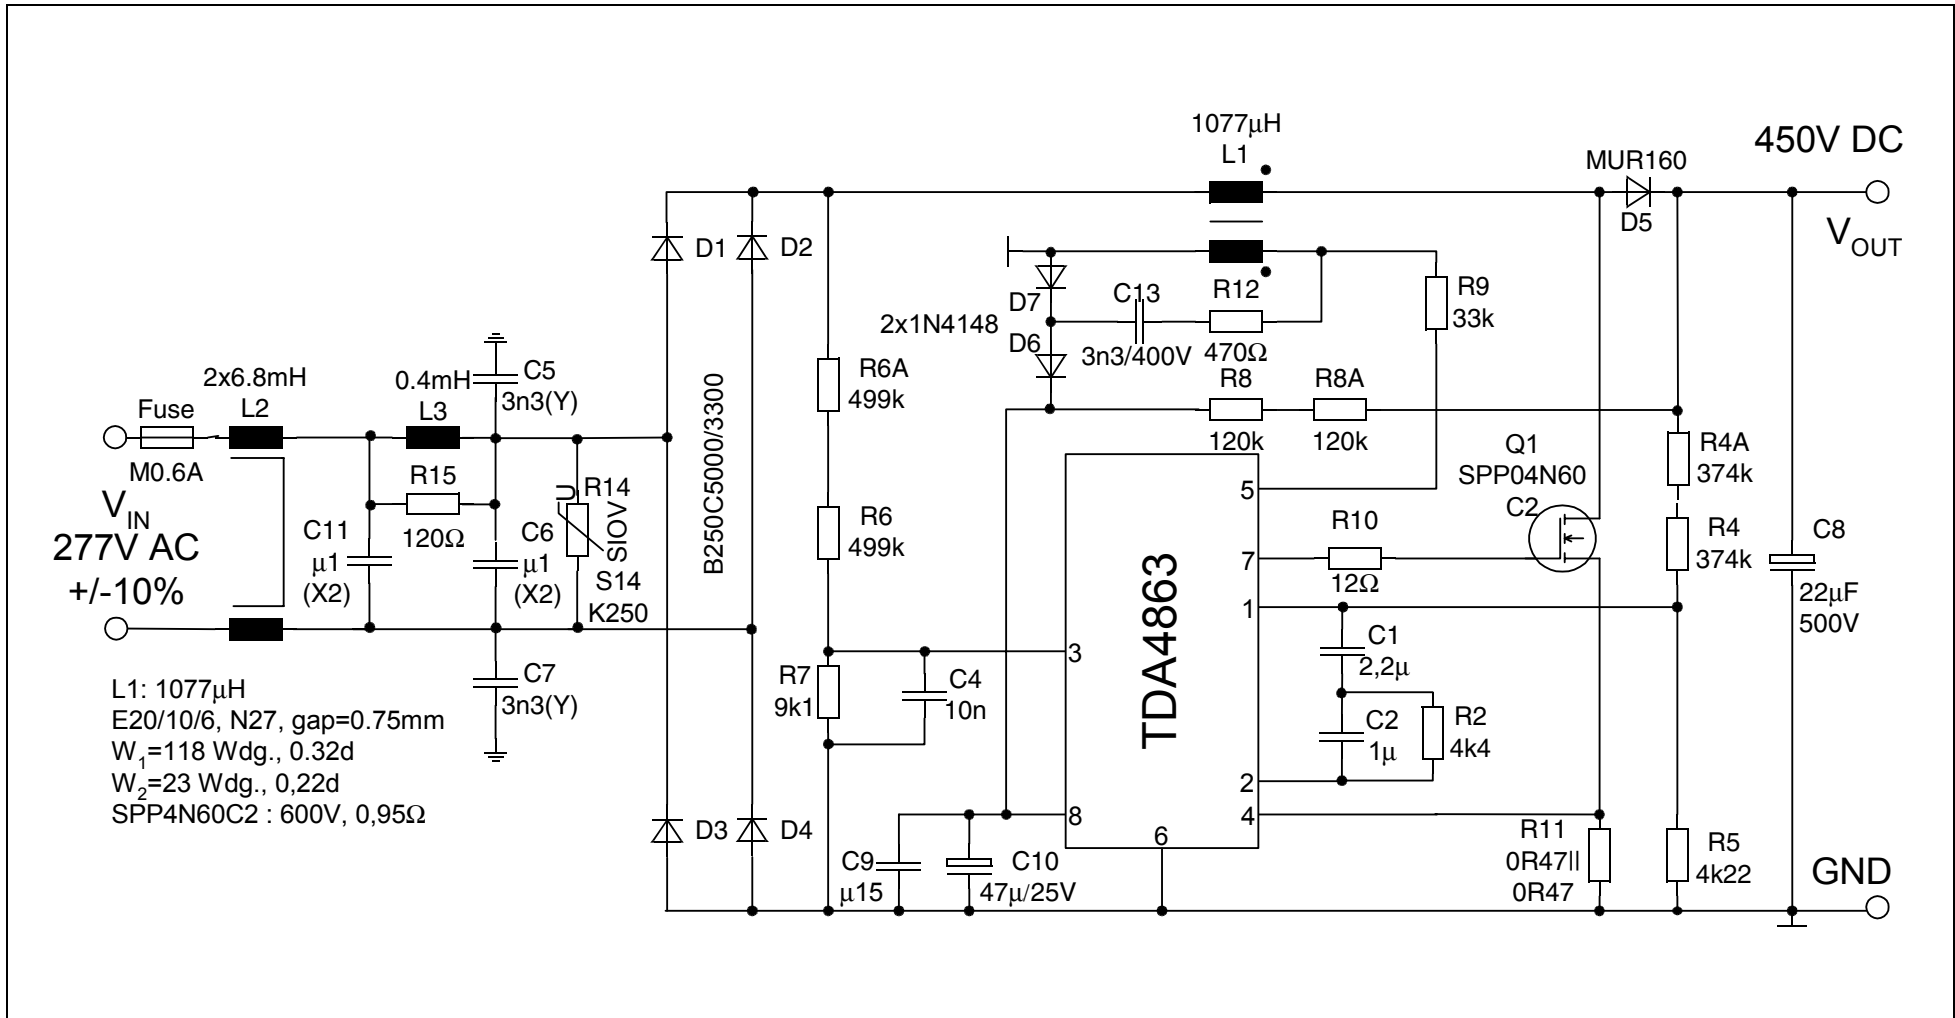 1077μH
L1
MUR160
D5
450V DC
VOUT
D1
D2
D7
2x1N4148
D6
C13
3n3/400V
R12
470Ω
R9
33k
R8
120k
R8A
120k
R6A
499k
R6
499k
B250C5000/3300
2x6.8mH
L2
Fuse
M0.6A
0.4mH
L3
C5
3n3(Y)
R15
120Ω
VIN
277V AC
+/-10%
C11
μ1
(X2)
C6
μ1
(X2)
U
R14
SIOV
S14
K250
C7
3n3(Y)
Q1
SPP04N60
C2
R10
12Ω
R4A
374k
R4
374k
C8
22μF
500V
TDA4863
5
7
1
2
4
3
8
6
C1
2,2μ
C2
1μ
R2
4k4
R7
9k1
C4
10n
L1: 1077μH
E20/10/6, N27, gap=0.75mm
W1=118 Wdg., 0.32d
W2=23 Wdg., 0,22d
SPP4N60C2 : 600V, 0,95Ω
D3
D4
C9
μ15
C10
47μ/25V
R11
0R47||
0R47
R5
4k22
GND